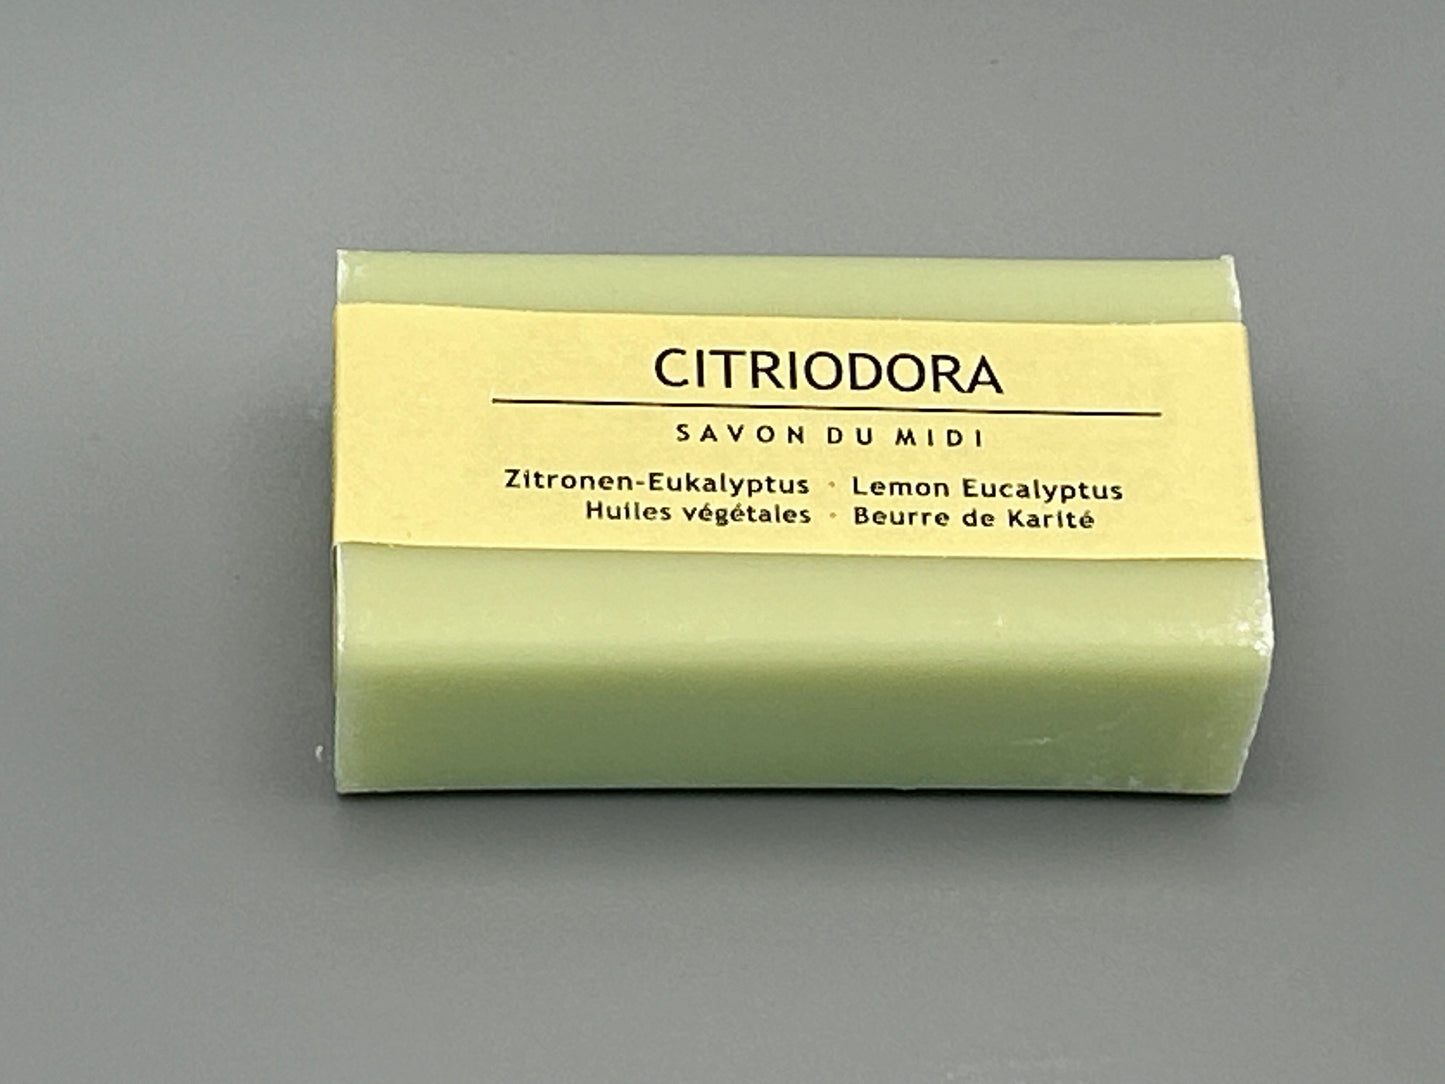 CITRIODORA
SAVON DU MIDI
Zitronen-Eukalyptus · Lemon Eucalyptus
Huiles végétales · Beurre de Karité